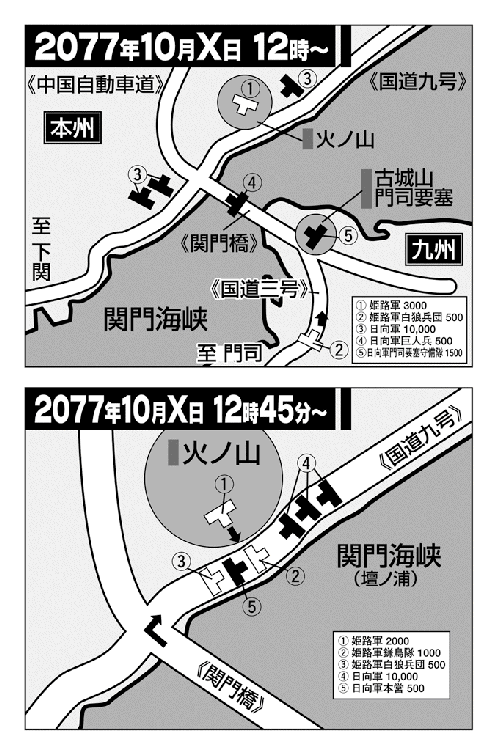 2077年10月X日 12時～
《中国自動車道》
①
③
《国道九号》
本州
火ノ山
③
④
古城山
門司要塞
至下関
《関門橋》
⑤
九州
《国道三号》
関門海峡
① 姫路軍 3000
② 姫路軍白狼兵団 500
③ 日向軍 10,000
④ 日向軍巨人兵 500
⑤ 日向軍門司要塞守備隊 1500
至 門司
②
2077年10月X日 12時45分～
火ノ山
④
《国道九号》
①
③
②
関門海峡
(壇ノ浦)
⑤
① 姫路軍 2000
② 姫路軍鎌鼬隊 1000
③ 姫路軍白狼兵団 500
④ 日向軍 10,000
⑤ 日向軍本営 500
《関門橋》